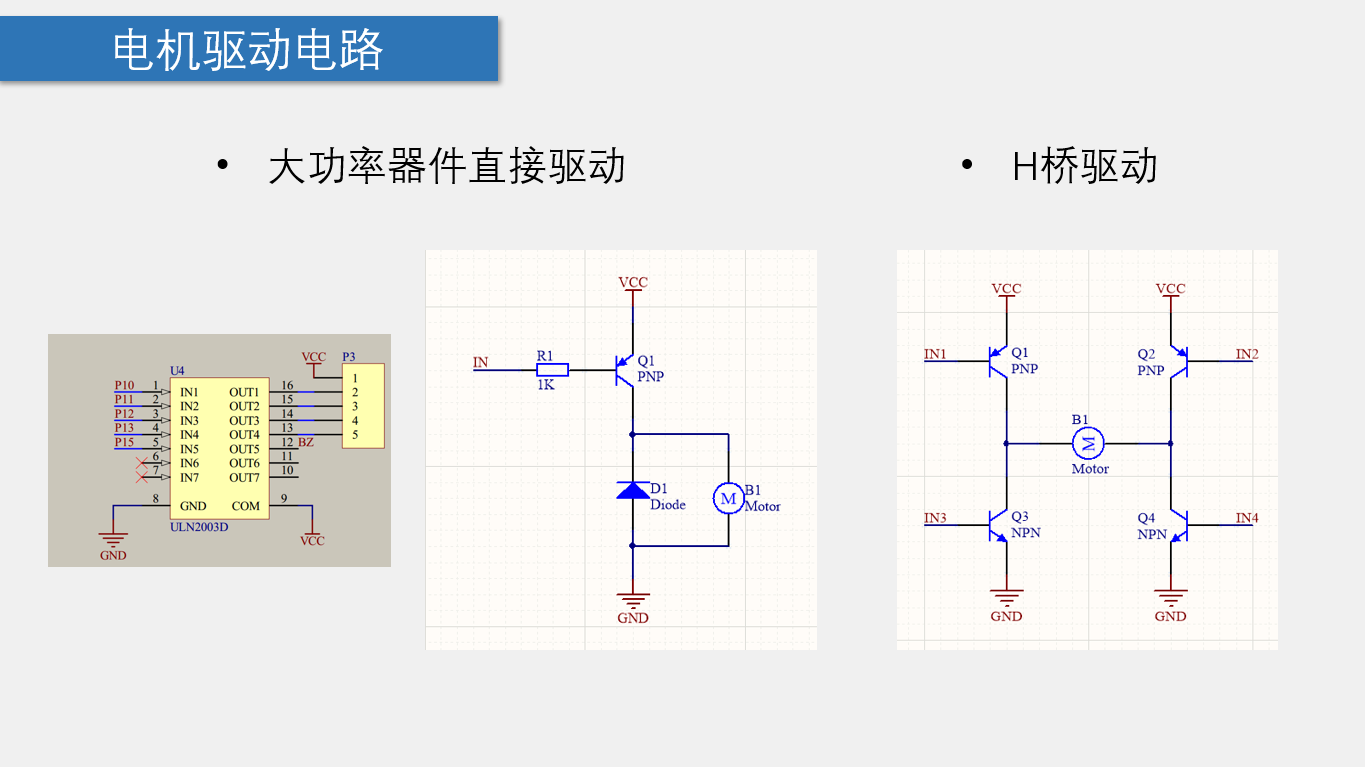 电机驱动电路
• 大功率器件直接驱动
• H桥驱动
U4
VCC
P3
P10 1 IN1 OUT1 16 1
P11 2 IN2 OUT2 15 2
P12 3 IN3 OUT3 14 3
P13 4 IN4 OUT4 13 4
P15 5 IN5 OUT5 12 BZ 5
6 IN6 OUT6 11
7 IN7 OUT7 10
8 GND COM 9
ULN2003D
GND
VCC
VCC
IN
R1
1K
Q1
PNP
D1
Diode
M
B1
Motor
GND
VCC
VCC
IN1
Q1
PNP
Q2
PNP
IN2
B1
M
Motor
IN3
Q3
NPN
Q4
NPN
IN4
GND
GND